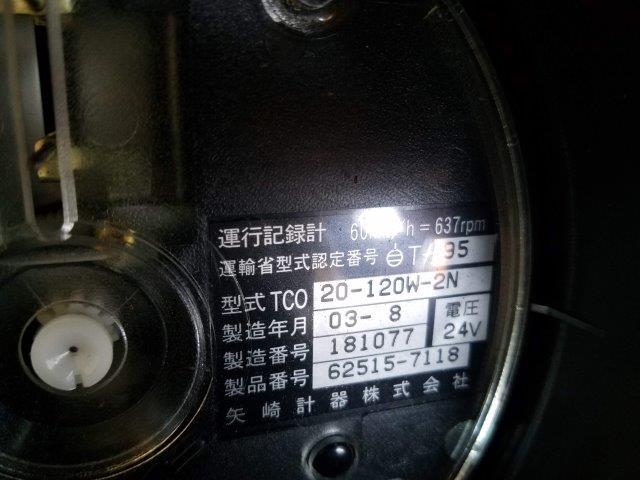 運行記録計 60km/h = 637rpm
運輸省型式認定番号 T-95
型式 TCO 20-120W-2N
製造年月 03- 8 電圧
製造番号 181077 24V
製品番号 62515-7118
矢崎計器株式会社